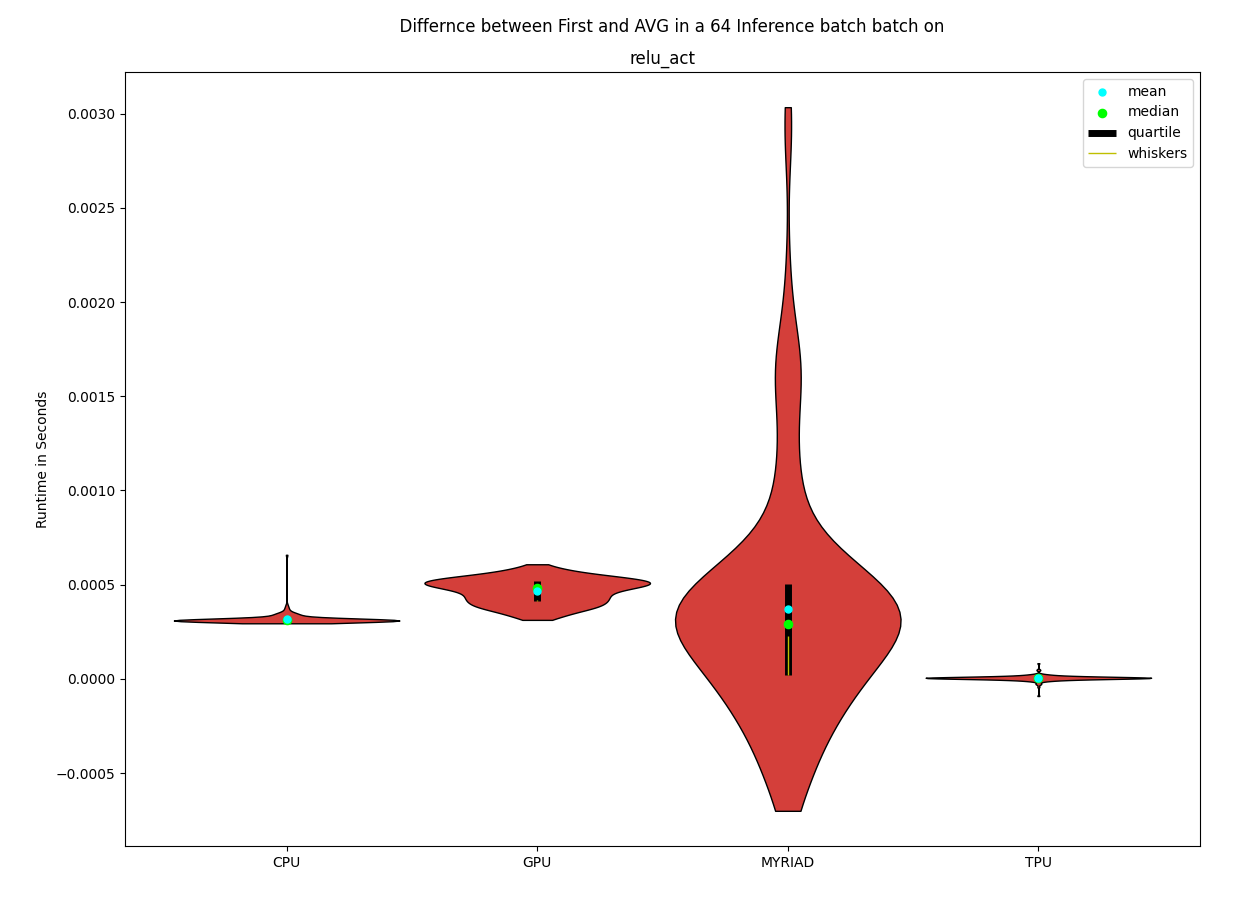 Differnce between First and AVG in a 64 Inference batch batch on
relu_act
mean
median
quartile
whiskers
0.0030
0.0025
0.0020
0.0015
0.0010
0.0005
0.0000
−0.0005
Runtime in Seconds
CPU
GPU
MYRIAD
TPU